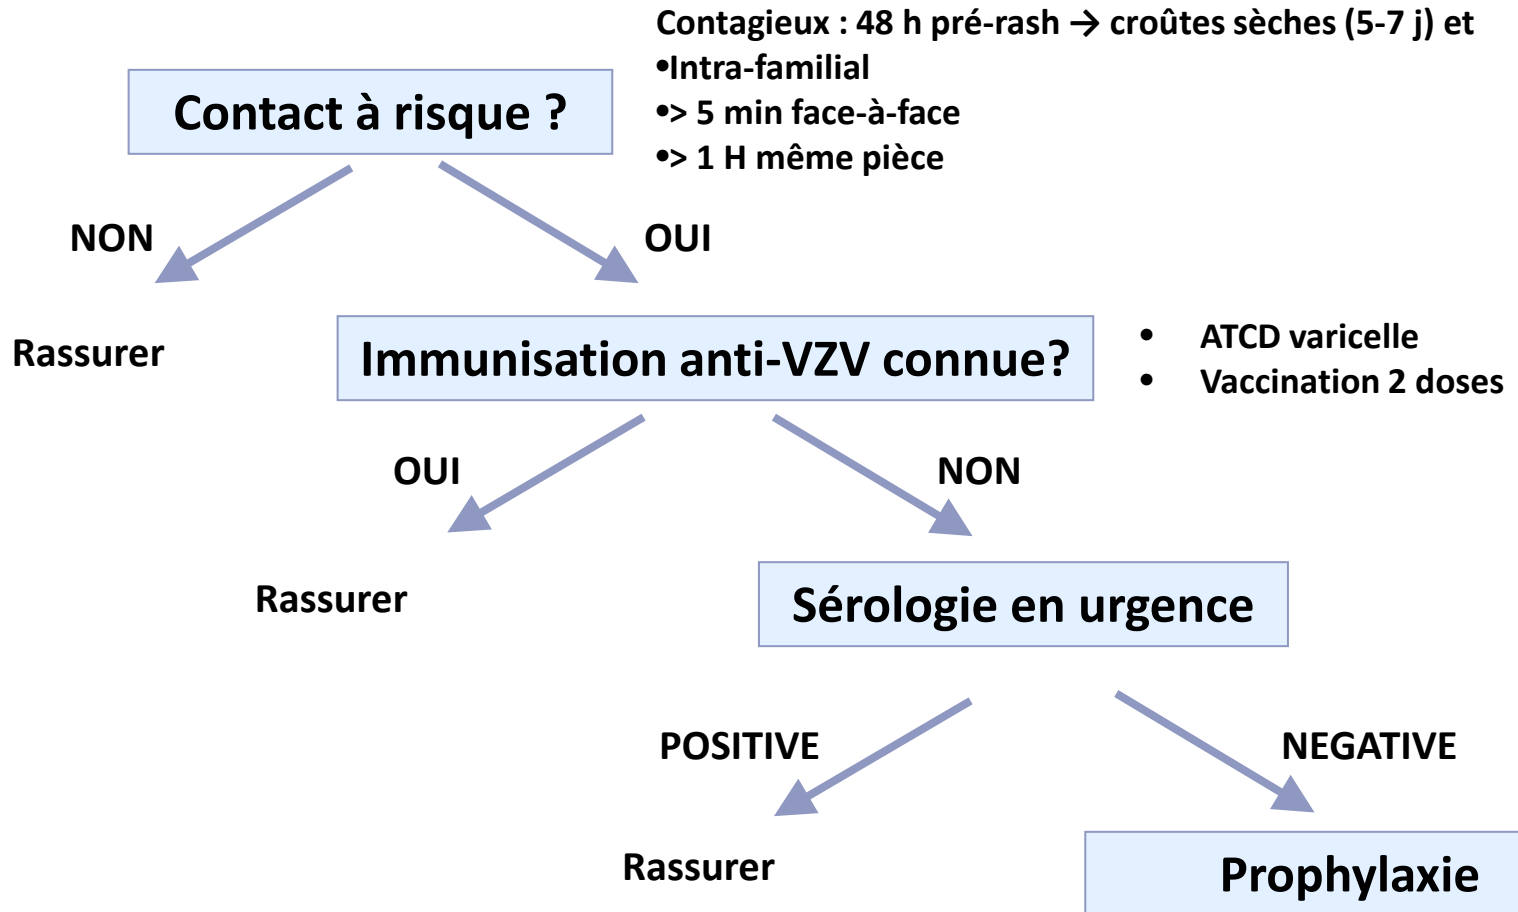 Contagieux : 48 h pré-rash → croûtes sèches (5-7 j) et
•Intra-familial
•> 5 min face-à-face
•> 1 H même pièce
Contact à risque ?
NON
OUI
Rassurer
Immunisation anti-VZV connue?
• ATCD varicelle
• Vaccination 2 doses
OUI
NON
Rassurer
Sérologie en urgence
POSITIVE
NEGATIVE
Rassurer
Prophylaxie